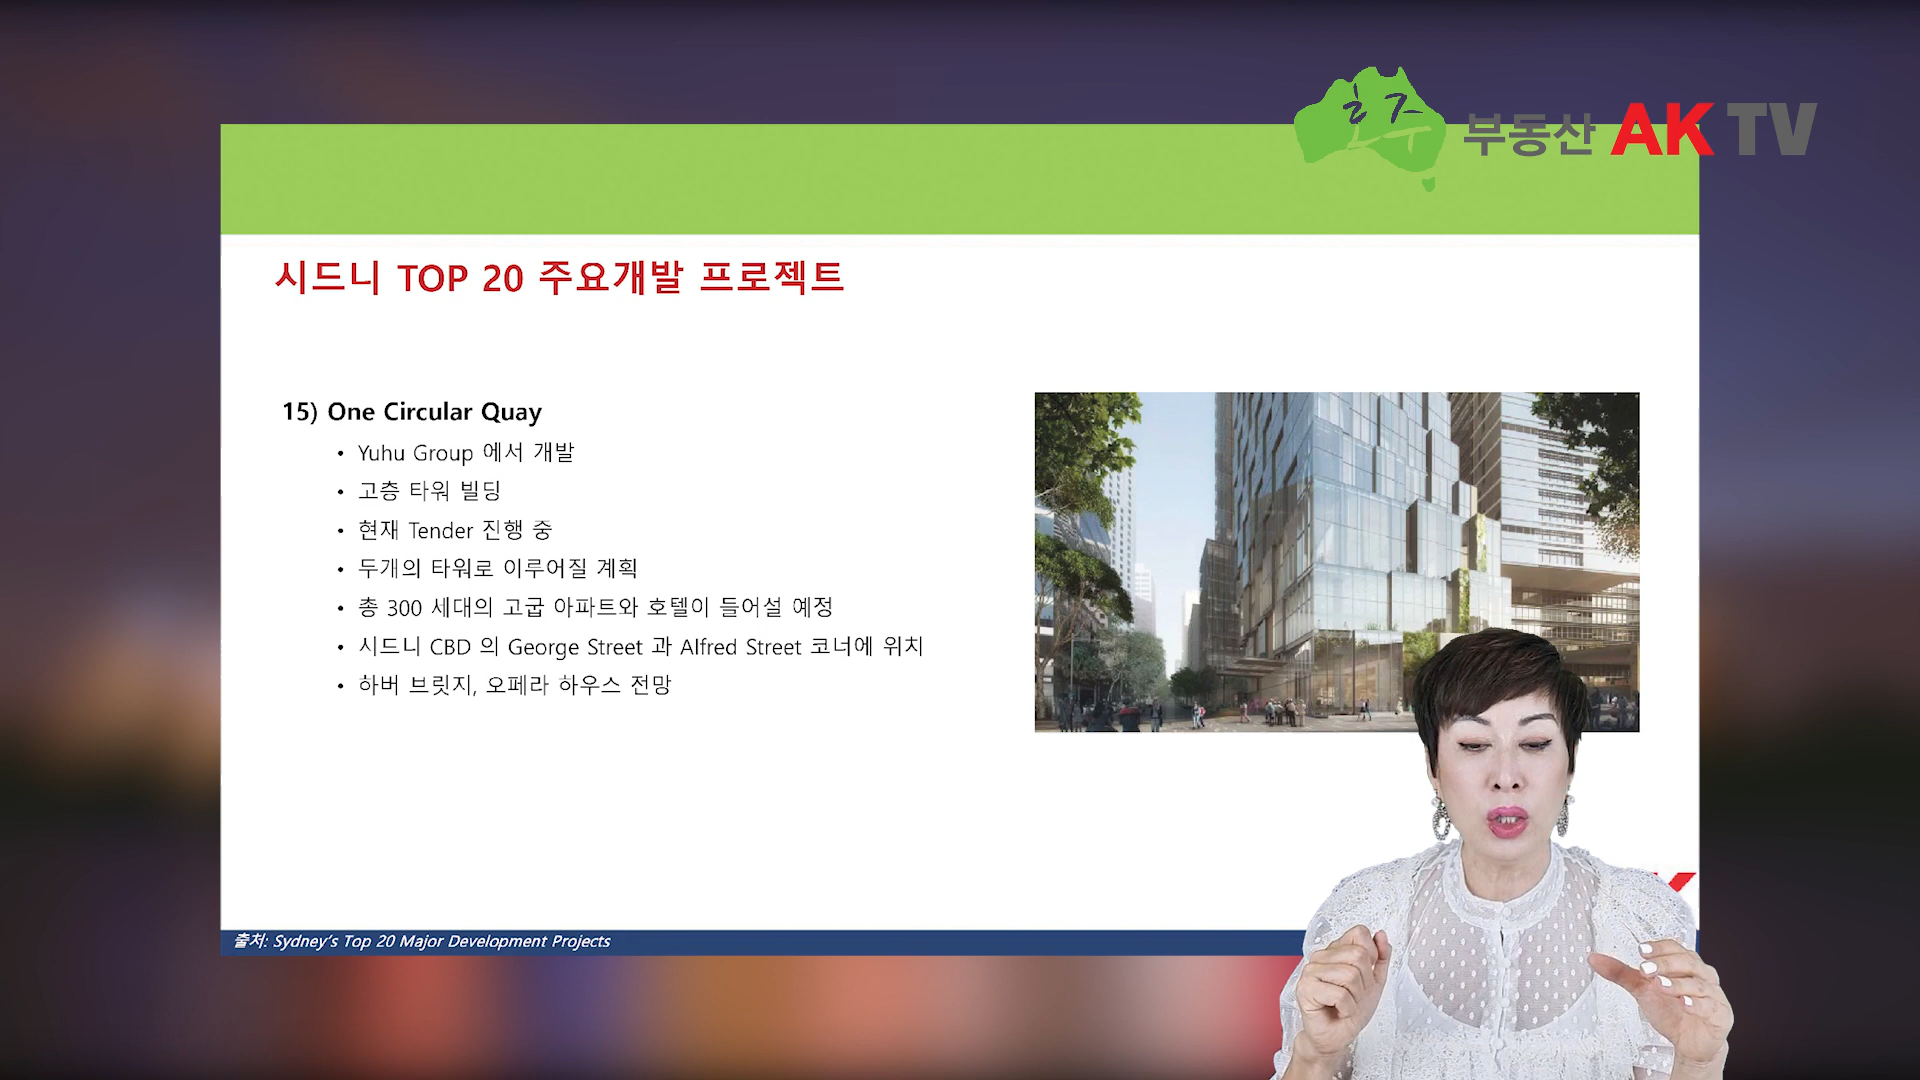 호주 부동산 AK TV
시드니 TOP 20 주요개발 프로젝트
15) One Circular Quay
• Yuhu Group 에서 개발
• 고층 타워 빌딩
• 현재 Tender 진행 중
• 두개의 타워로 이루어질 계획
• 총 300 세대의 고굽 아파트와 호텔이 들어설 예정
• 시드니 CBD 의 George Street 과 Alfred Street 코너에 위치
• 하버 브릿지, 오페라 하우스 전망
출처: Sydney's Top 20 Major Development Projects